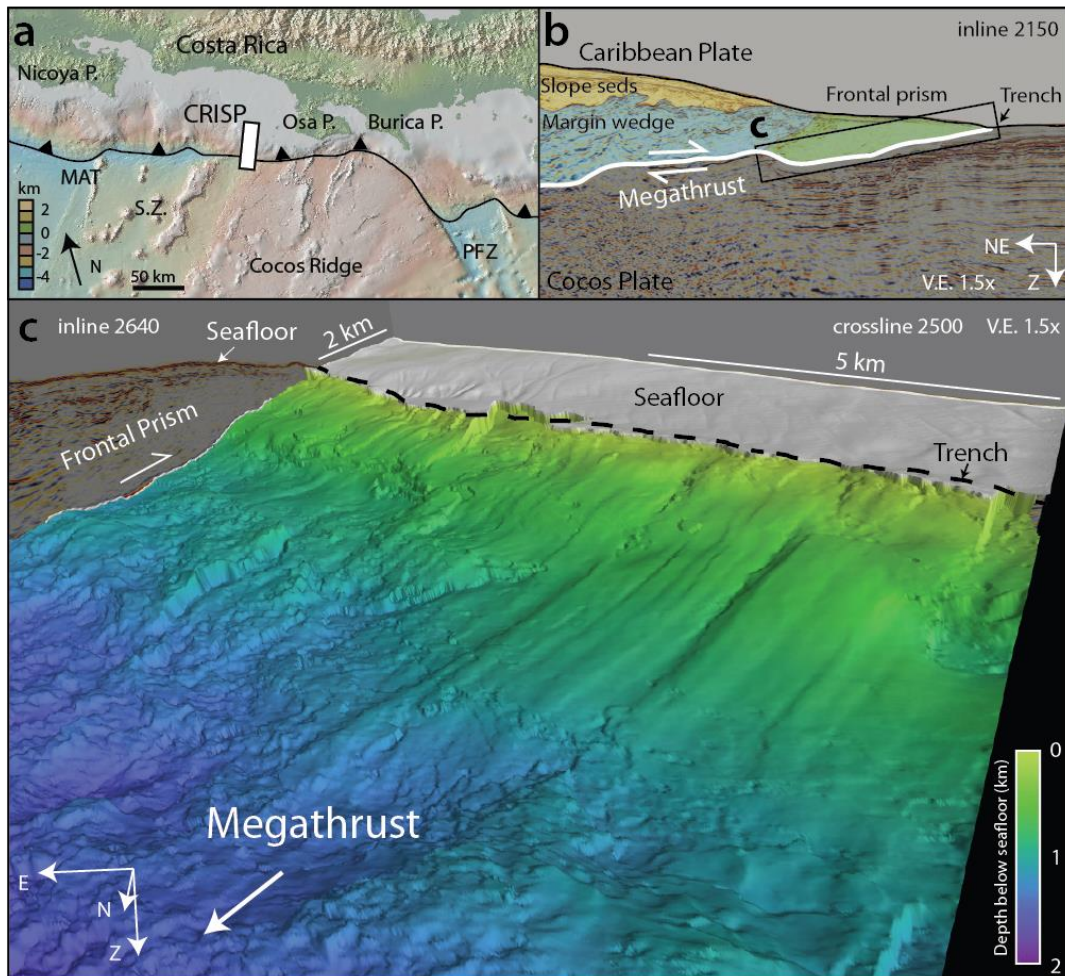 a
Costa Rica
Nicoya P.
CRISP
Osa P.
Burica P.
MAT
km
2
0
-2
-4
S.Z.
N
50 km
Cocos Ridge
PFZ
b
inline 2150
Caribbean Plate
Slope seds
Frontal prism
Trench
Margin wedge
c
Megathrust
NE
Cocos Plate
V.E. 1.5x
Z
c
inline 2640
Seafloor
2 km
crossline 2500
V.E. 1.5x
5 km
Seafloor
Frontal Prism
Trench
Megathrust
E
N
Z
Depth below seafloor (km)
0
1
2